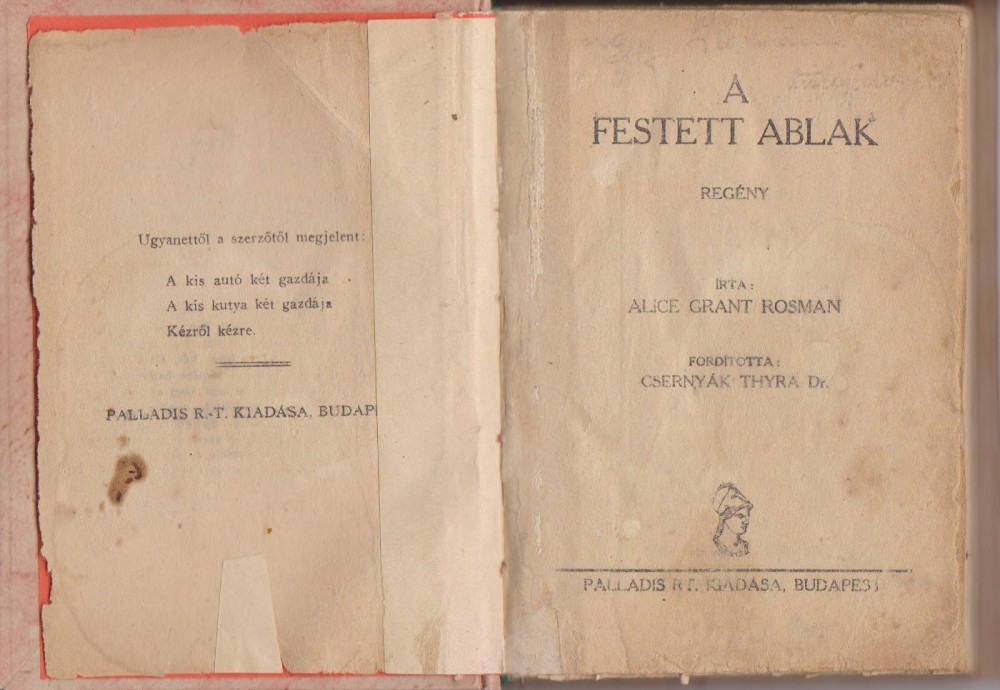 Ugyanettől a szerzőtől megjelent:
A kis autó két gazdája
A kis kutya két gazdája
Kézről kézre.
PALLADIS R.-T. KIADÁSA, BUDAP
A
FESTETT ABLAK
REGÉNY
ÍRTA:
ALICE GRANT ROSMAN
FORDÍTOTTA:
CSERNYÁK THYRA Dr.
PALLADIS R T. KIADÁSA, BUDAPEST